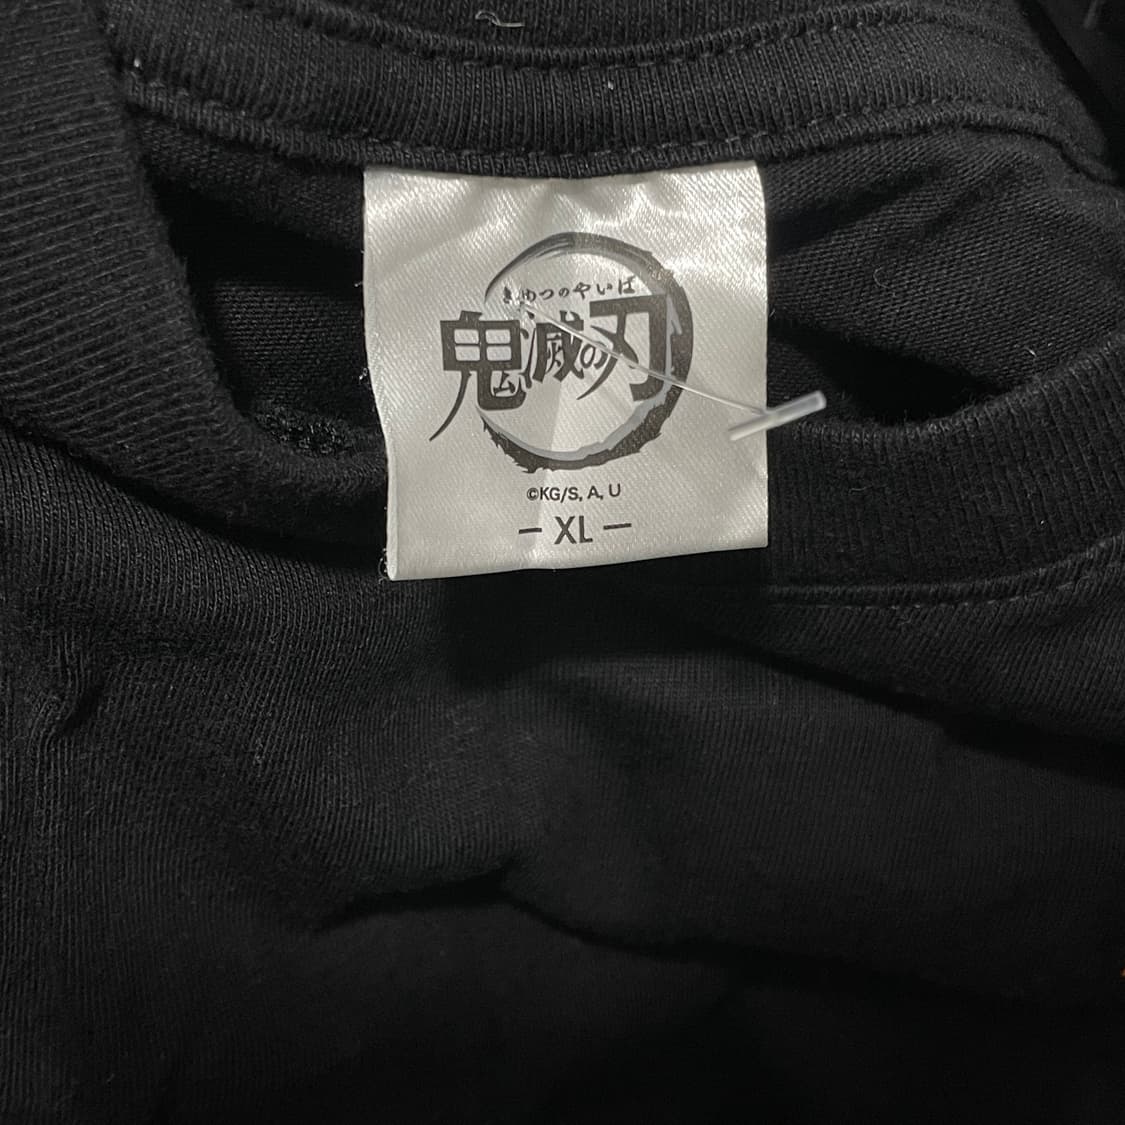 きめつのやいば
鬼滅の刃
©KG/S, A, U
— XL —